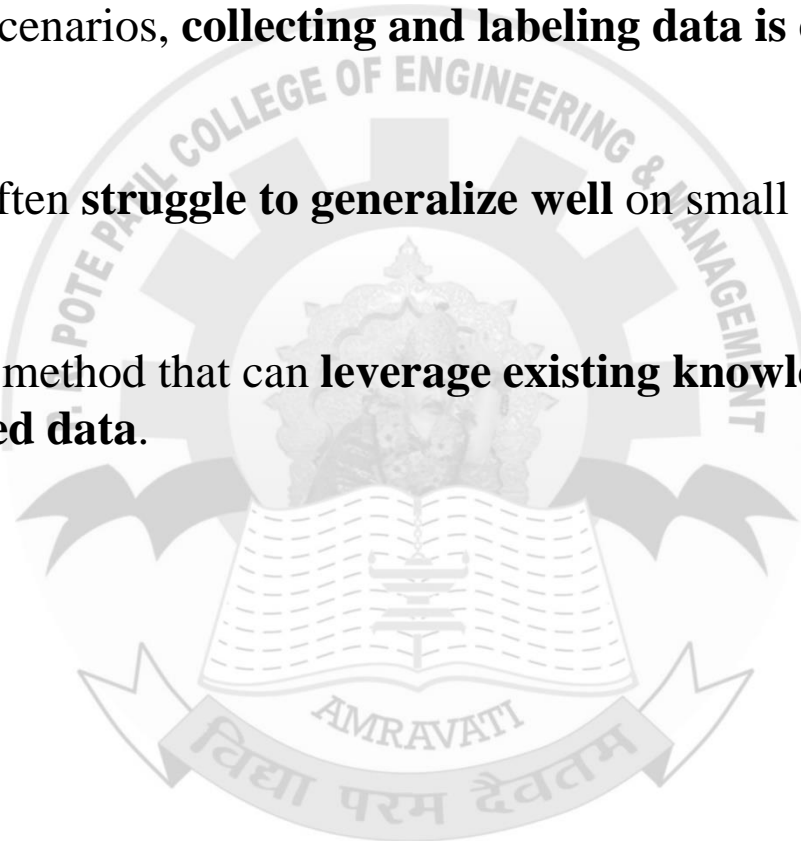 cenarios, collecting and labeling data is
COLLEGE OF ENGINEERING & MANAGEMENT
ften struggle to generalize well on small
P. R. POTE PATIL
method that can leverage existing knowl
ed data.
AMRAVATI
विद्या परम दैवतम